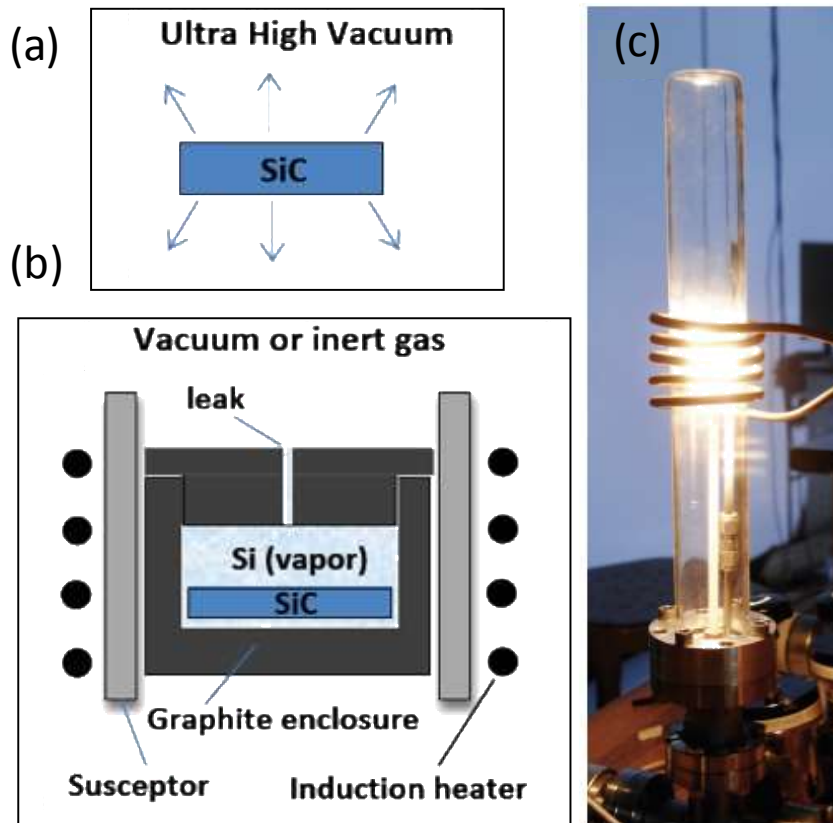 (a)
Ultra High Vacuum
SiC
(b)
Vacuum or inert gas
leak
Si (vapor)
SiC
Graphite enclosure
Susceptor
Induction heater
(c)